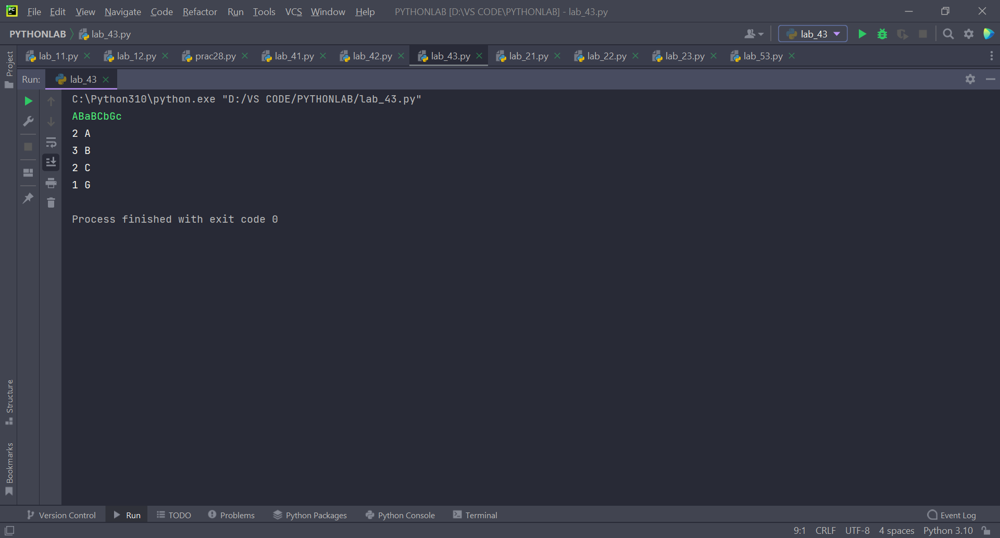 PC File Edit View Navigate Code Refactor Run Tools VCS Window Help PYTHONLAB [D:\VS CODE\PYTHONLAB] - lab_43.py
PYTHONLAB lab_43.py lab_43
Project lab_11.py lab_12.py prac28.py lab_41.py lab_42.py lab_43.py lab_21.py lab_22.py lab_23.py lab_53.py
Run: lab_43
C:\Python310\python.exe "D:/VS CODE/PYTHONLAB/lab_43.py"
ABaBCbGc
2 A
3 B
2 C
1 G
Process finished with exit code 0
Structure
Bookmarks
Version Control Run TODO Problems Python Packages Python Console Terminal Event Log
9:1 CRLF UTF-8 4 spaces Python 3.10